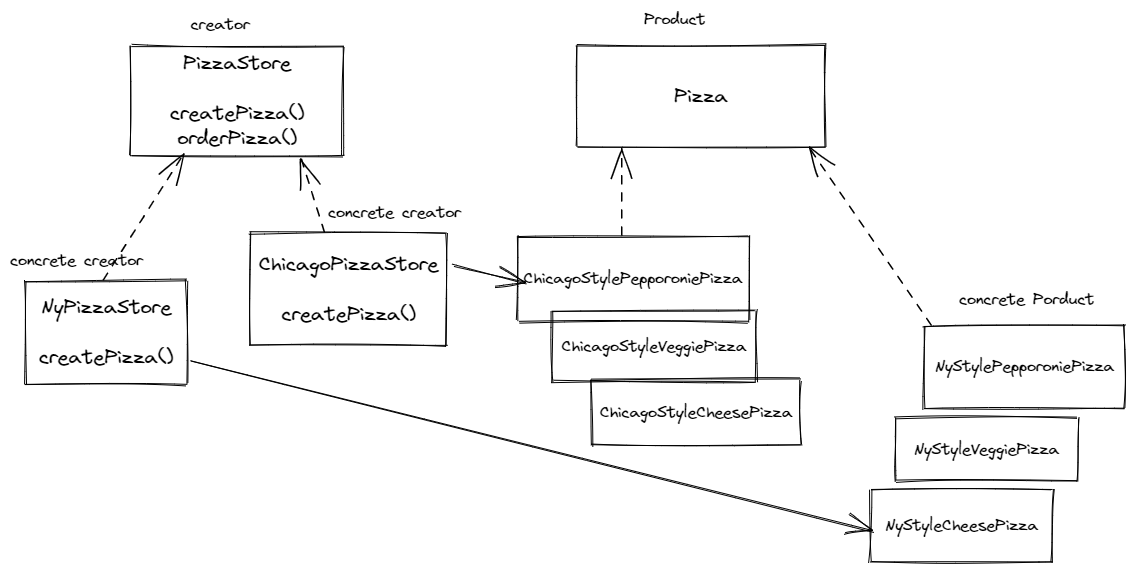 creator
PizzaStore
createPizza()
orderPizza()
Product
Pizza
concrete creator
NyPizzaStore
createPizza()
concrete creator
ChicagoPizzaStore
createPizza()
ChicagoStylePepporoniePizza
ChicagoStyleVeggiePizza
ChicagoStyleCheesePizza
concrete Porduct
NyStylePepporoniePizza
NyStyleVeggiePizza
NyStyleCheesePizza